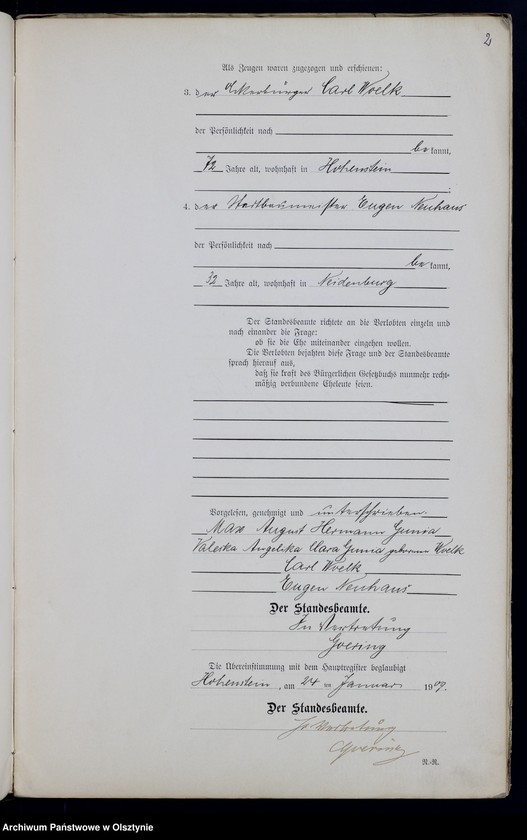 2
Als Zeugen waren zugezogen und erschienen:
3. der Ackerbürger Carl Woelk
der Persönlichkeit nach
be kannt,
72 Jahre alt, wohnhaft in Hohenstein
;
4. der Stadtbaumeister Eugen Neuhaus
der Persönlichkeit nach
be kannt,
32 Jahre alt, wohnhaft in Neidenburg
Der Standesbeamte richtete an die Verlobten einzeln und
nach einander die Frage:
ob sie die Ehe miteinander eingehen wollen.
Die Verlobten bejahten diese Frage und der Standesbeamte
sprach hierauf aus,
daß sie kraft des Bürgerlichen Gesetzbuchs nunmehr recht-
mäßig verbundene Eheleute seien.
Vorgelesen, genehmigt und unterschrieben.
Max August Hermann Gunia
Valeska Angelika Clara Gunia geborene Woelk
Carl Woelk
Eugen Neuhaus
Der Standesbeamte.
In Vertretung
Goering
Die Übereinstimmung mit dem Hauptregister beglaubigt
Hohenstein, am 24 ten Januar 1909.
Der Standesbeamte.
In Vertretung
Goering
N.-R.
Archiwum Państwowe w Olsztynie